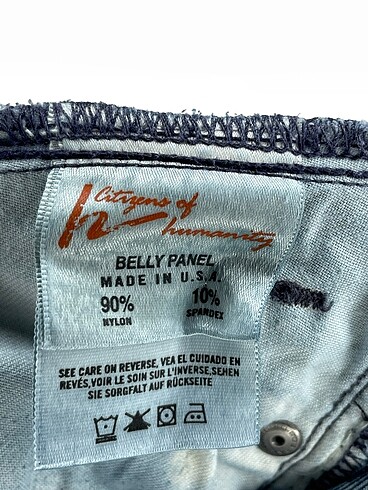 Citizens of
humanity
BELLY PANEL
MADE IN U.S.A.
90% 10%
NYLON SPARDEX
SEE CARE ON REVERSE, VEA EL CUIDADO EN
REVÉS,VOIR LE SOIN SUR L'INVERSE,SEHEN
SIE SORGFALT AUF RÜCKSEITE